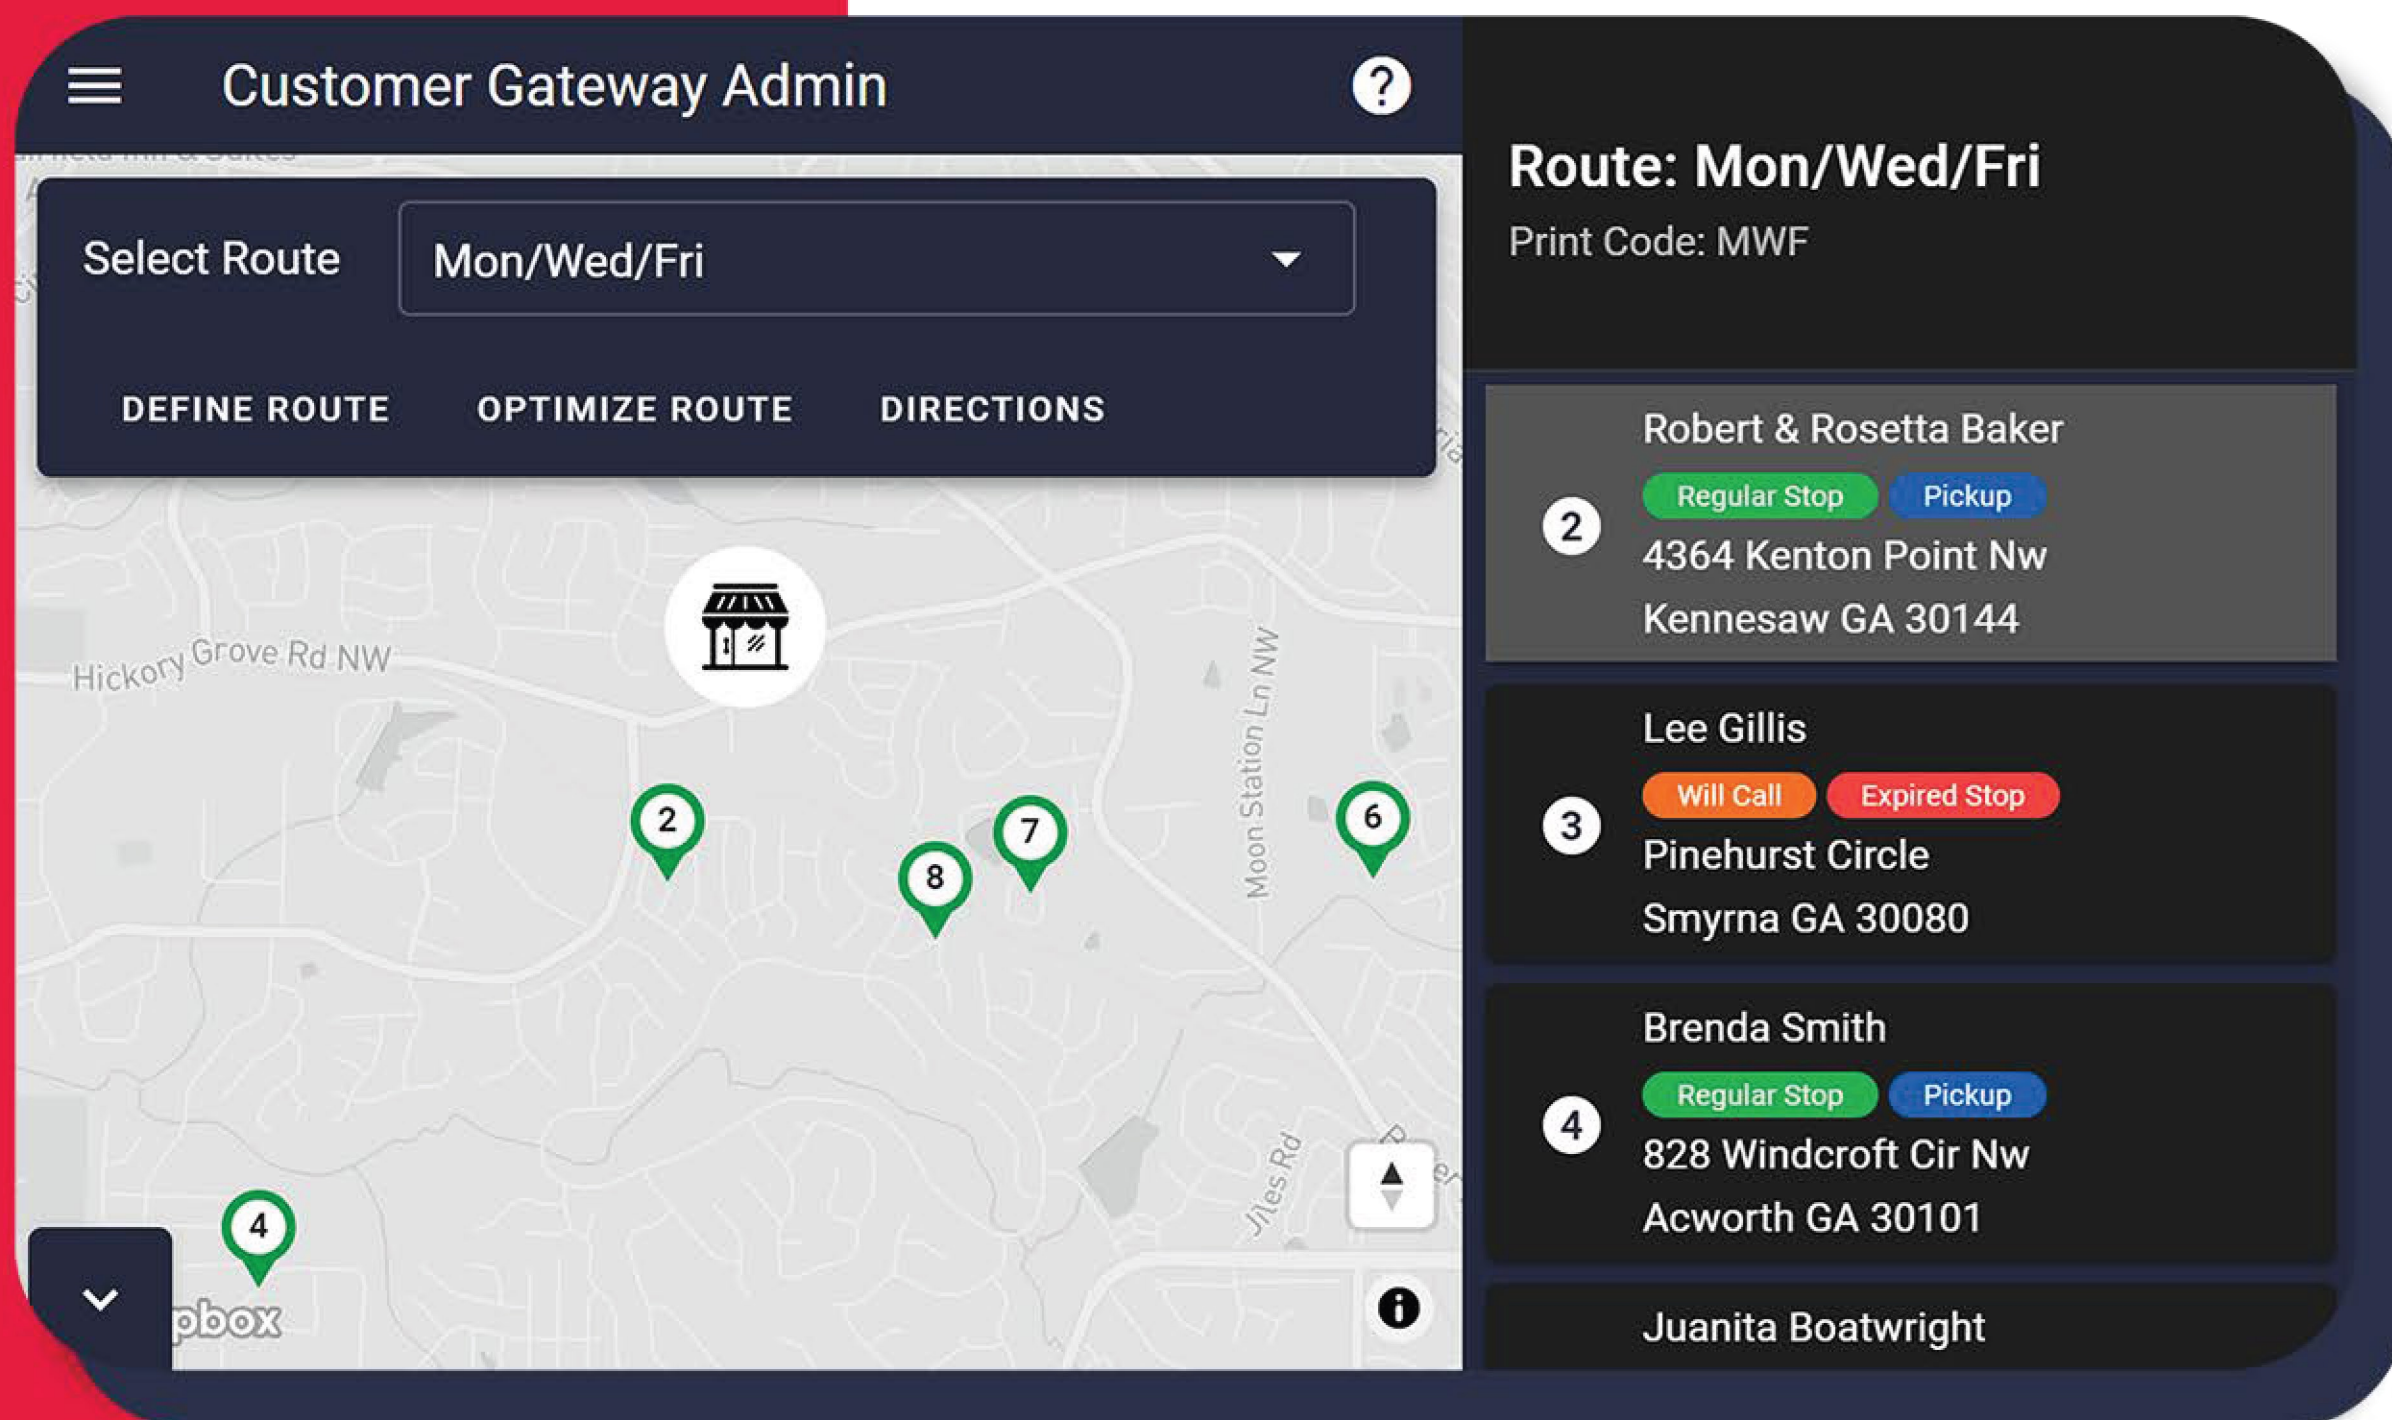 Customer Gateway Admin
?
Select Route
Mon/Wed/Fri
DEFINE ROUTE
OPTIMIZE ROUTE
DIRECTIONS
Hickory Grove Rd NW
Moon Station Ln NW
2
8
7
6
4
Jiles Rd
pbox
i
Route: Mon/Wed/Fri
Print Code: MWF
2
Robert & Rosetta Baker
Regular Stop
Pickup
4364 Kenton Point Nw
Kennesaw GA 30144
3
Lee Gillis
Will Call
Expired Stop
Pinehurst Circle
Smyrna GA 30080
4
Brenda Smith
Regular Stop
Pickup
828 Windcroft Cir Nw
Acworth GA 30101
Juanita Boatwright